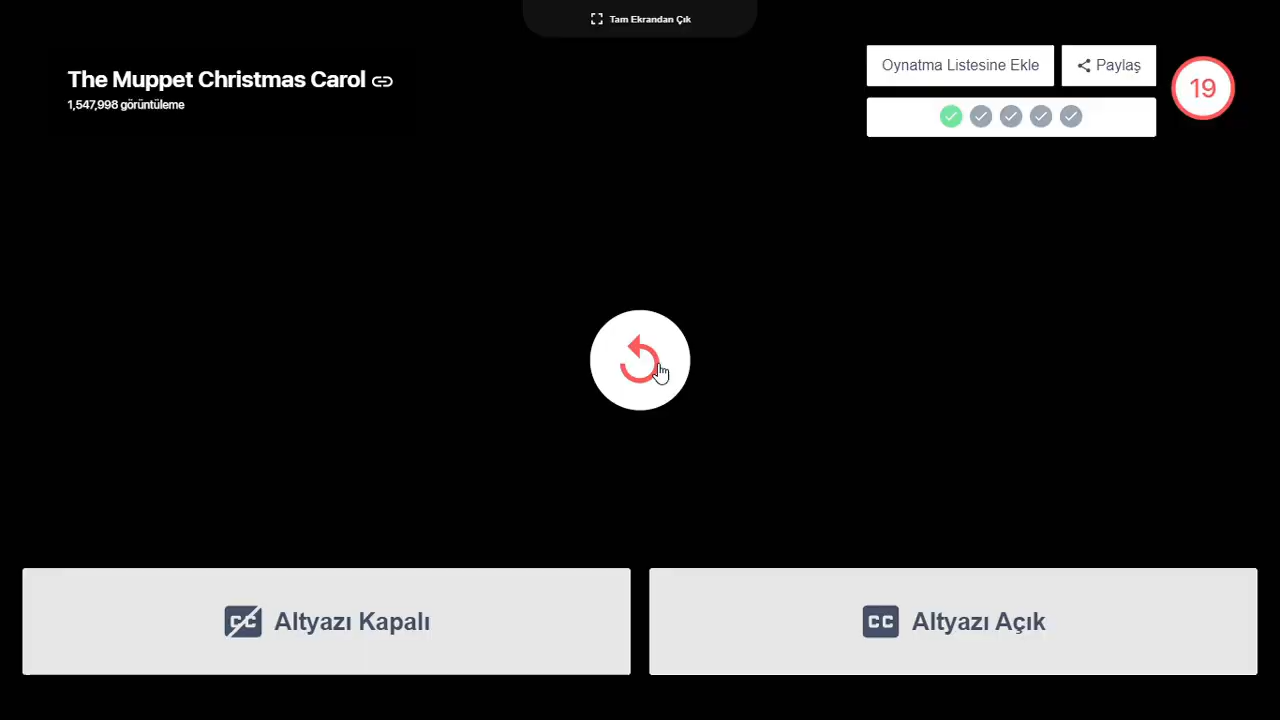 Tam Ekrandan Çık
The Muppet Christmas Carol
1,547,998 görüntüleme
Oynatma Listesine Ekle
Paylaş
19
CC Altyazı Kapalı
CC Altyazı Açık